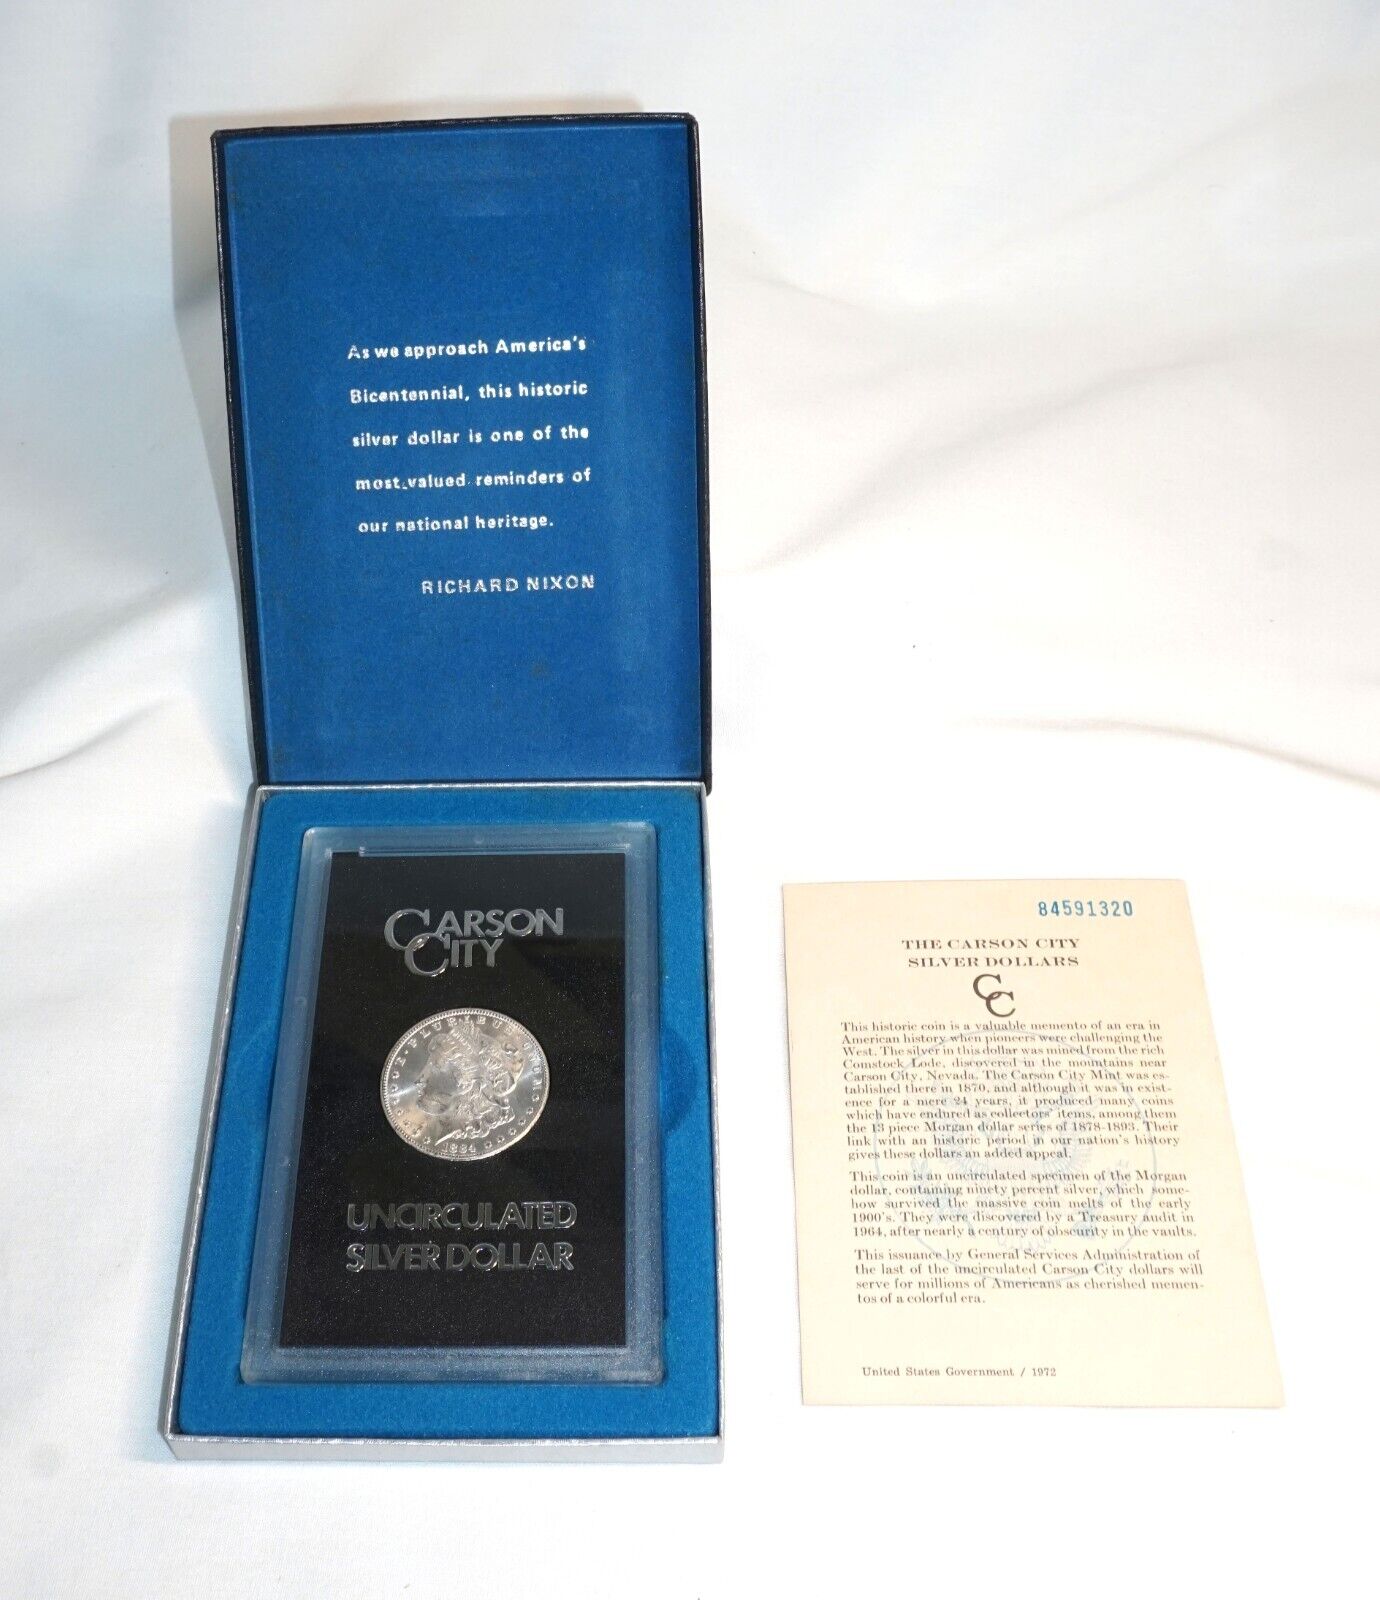 As we approach America's
Bicentennial, this historic
silver dollar is one of the
most valued reminders of
our national heritage.
RICHARD NIXON
CARSON
CITY
E·PLURIBUS UNUM
1884
UNCIRCULATED
SILVER DOLLAR
84591320
THE CARSON CITY
SILVER DOLLARS
CC
This historic coin is a valuable memento of an era in
American history when pioneers were challenging the
West. The silver in this dollar was mined from the rich
Comstock Lode, discovered in the mountains near
Carson City, Nevada. The Carson City Mint was es-
tablished there in 1870, and although it was in exist-
ence for a mere 24 years, it produced many coins
which have endured as collectors' items, among them
the 13 piece Morgan dollar series of 1878-1893. Their
link with an historic period in our nation's history
gives these dollars an added appeal.
This coin is an uncirculated specimen of the Morgan
dollar, containing ninety percent silver, which some-
how survived the massive coin melts of the early
1900's. They were discovered by a Treasury audit in
1964, after nearly a century of obscurity in the vaults.
This issuance by General Services Administration of
the last of the uncirculated Carson City dollars will
serve for millions of Americans as cherished memen-
tos of a colorful era.
United States Government / 1972